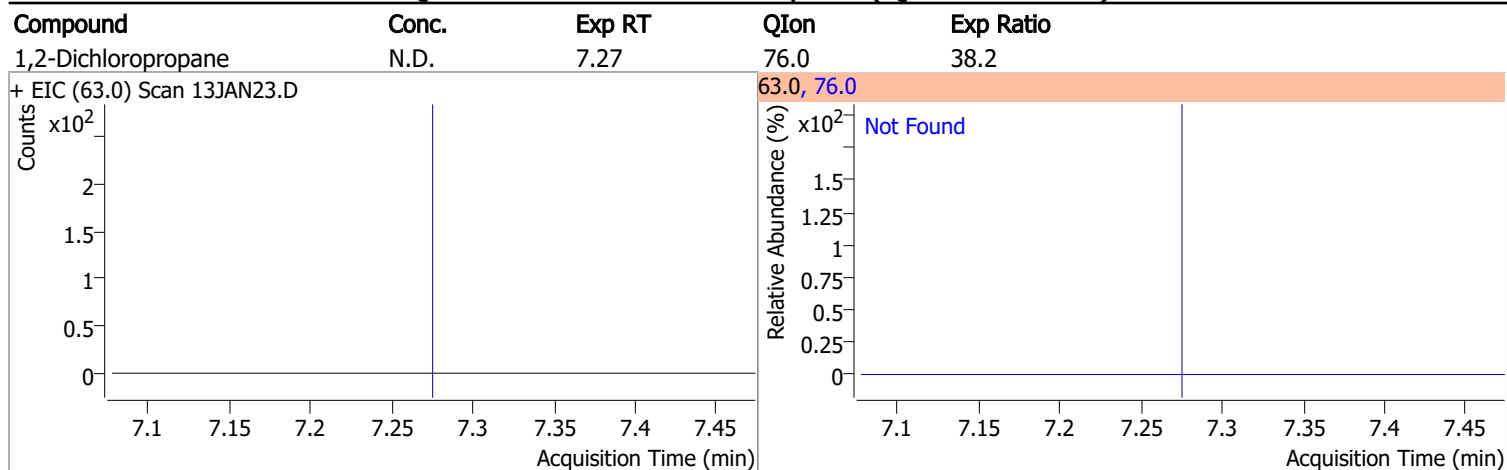 Compound Conc. Exp RT QIon Exp Ratio
1,2-Dichloropropane N.D. 7.27 76.0 38.2
+ EIC (63.0) Scan 13JAN23.D
Counts
x10²
2
1.5
1
0.5
0
7.1 7.15 7.2 7.25 7.3 7.35 7.4 7.45
Acquisition Time (min)
63.0, 76.0
Relative Abundance (%)
x10²
Not Found
1.5
1.25
1
0.75
0.5
0.25
0
7.1 7.15 7.2 7.25 7.3 7.35 7.4 7.45
Acquisition Time (min)